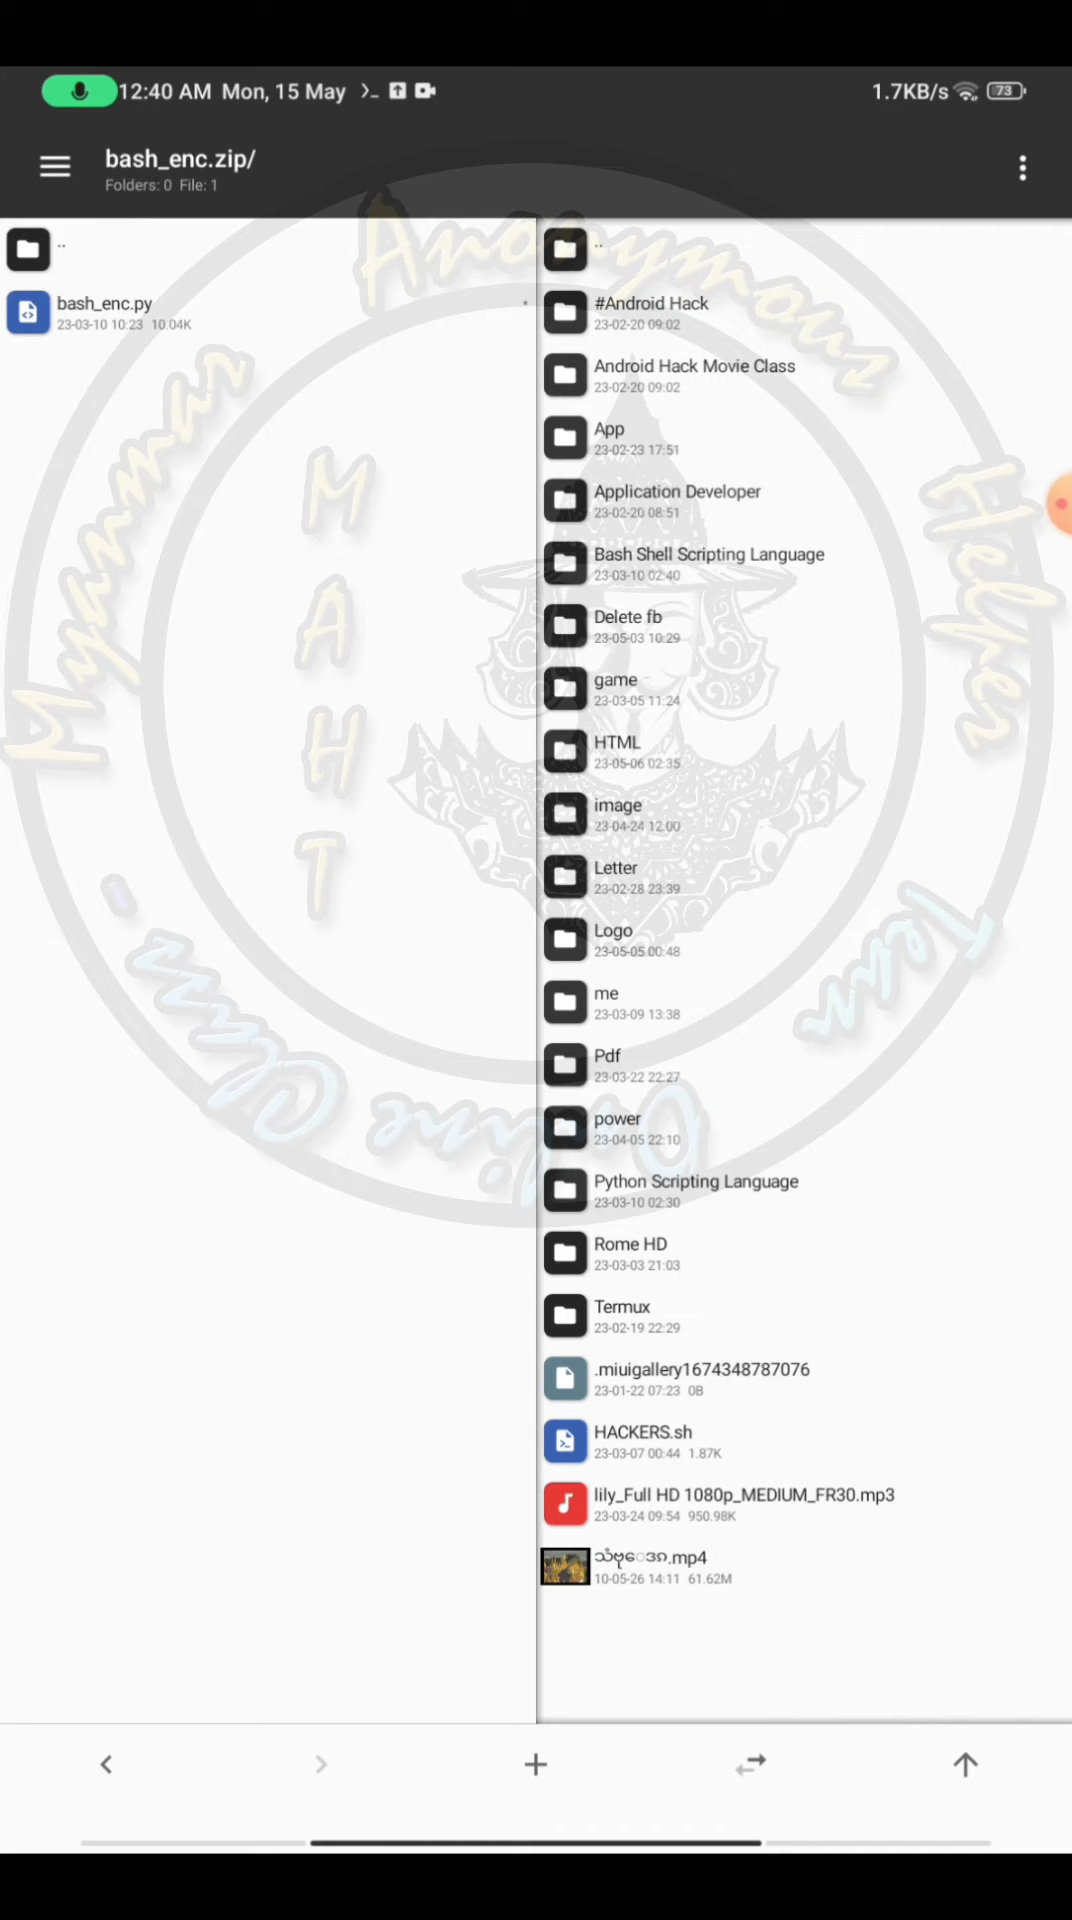 12:40 AM Mon, 15 May
1.7KB/s
73
bash_enc.zip/
Folders: 0 File: 1
..
bash_enc.py
23-03-10 10:23 10.04K
*
..
#Android Hack
23-02-20 09:02
Android Hack Movie Class
23-02-20 09:02
App
23-02-23 17:51
Application Developer
23-02-20 08:51
Bash Shell Scripting Language
23-03-10 02:40
Delete fb
23-05-03 10:29
game
23-03-05 11:24
HTML
23-05-06 02:35
image
23-04-24 12:00
Letter
23-02-28 23:39
Logo
23-05-05 00:48
me
23-03-09 13:38
Pdf
23-03-22 22:27
power
23-04-05 22:10
Python Scripting Language
23-03-10 02:30
Rome HD
23-03-03 21:03
Termux
23-02-19 22:29
.miuigallery1674348787076
23-01-22 07:23 0B
HACKERS.sh
23-03-07 00:44 1.87K
lily_Full HD 1080p_MEDIUM_FR30.mp3
23-03-24 09:54 950.98K
.mp4
10-05-26 14:11 61.62M
Myanmar Anonymous Helper Tem
Online Class -
MAHT